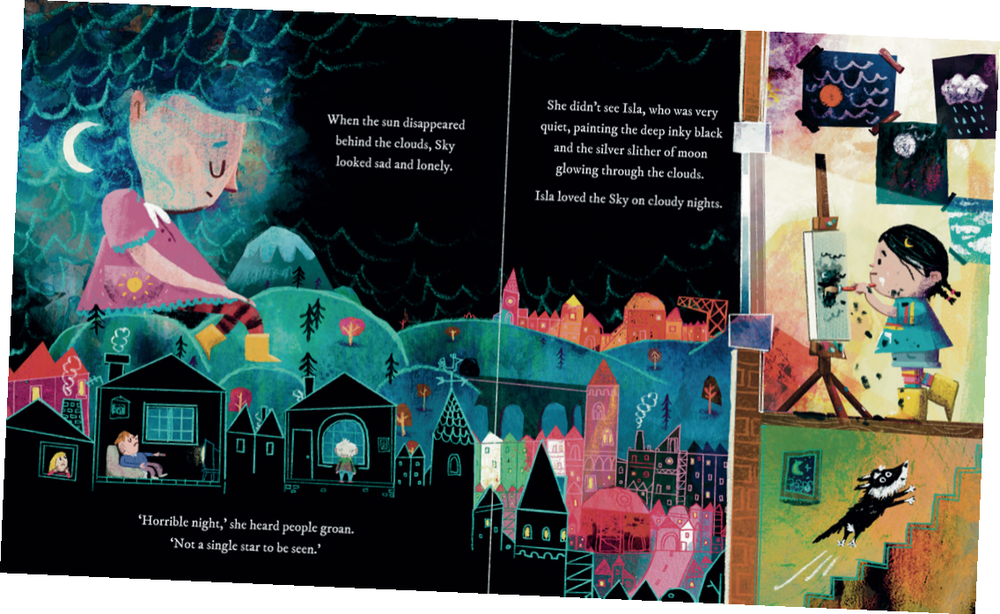 When the sun disappeared
behind the clouds, Sky
looked sad and lonely.
‘Horrible night,’ she heard people groan.
‘Not a single star to be seen.’
She didn’t see Isla, who was very
quiet, painting the deep inky black
and the silver slither of moon
glowing through the clouds.
Isla loved the Sky on cloudy nights.